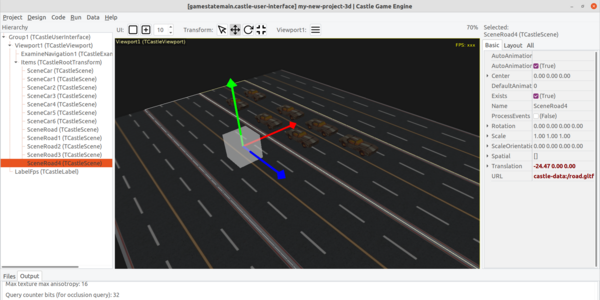 [gamestatemain.castle-user-interface] my-new-project-3d | Castle Game Engine
Project Design Code Run Data Help
Hierarchy
Group1 (TCastleUserInterface)
Viewport1 (TCastleViewport)
ExamineNavigation1 (TCastleExamineNavigation
Items (TCastleRootTransform)
SceneCar (TCastleScene)
SceneCar1 (TCastleScene)
SceneCar2 (TCastleScene)
SceneCar3 (TCastleScene)
SceneCar4 (TCastleScene)
SceneCar5 (TCastleScene)
SceneCar6 (TCastleScene)
SceneRoad (TCastleScene)
SceneRoad1 (TCastleScene)
SceneRoad2 (TCastleScene)
SceneRoad3 (TCastleScene)
SceneRoad4 (TCastleScene)
LabelFps (TCastleLabel)
UI: 10 Transform: Viewport1: 70%
Viewport1 (TCastleViewport)
FPS: xxx
Selected:
SceneRoad4 (TCastleScene)
Basic Layout All
AutoAnimation
AutoAnimation (True)
Center 0.00 0.00 0.00
DefaultAnimat 0
Exists (True)
Name SceneRoad4
ProcessEvents (False)
Rotation 0.00 0.00 0.00 0.00
Scale 1.00 1.00 1.00
ScaleOrientati 0.00 0.00 0.00 0.00
Spatial []
Translation -24.47 0.00 0.00
URL castle-data:/road.gltf
Files Output
Max texture max anisotropy: 16
Query counter bits (for occlusion query): 32